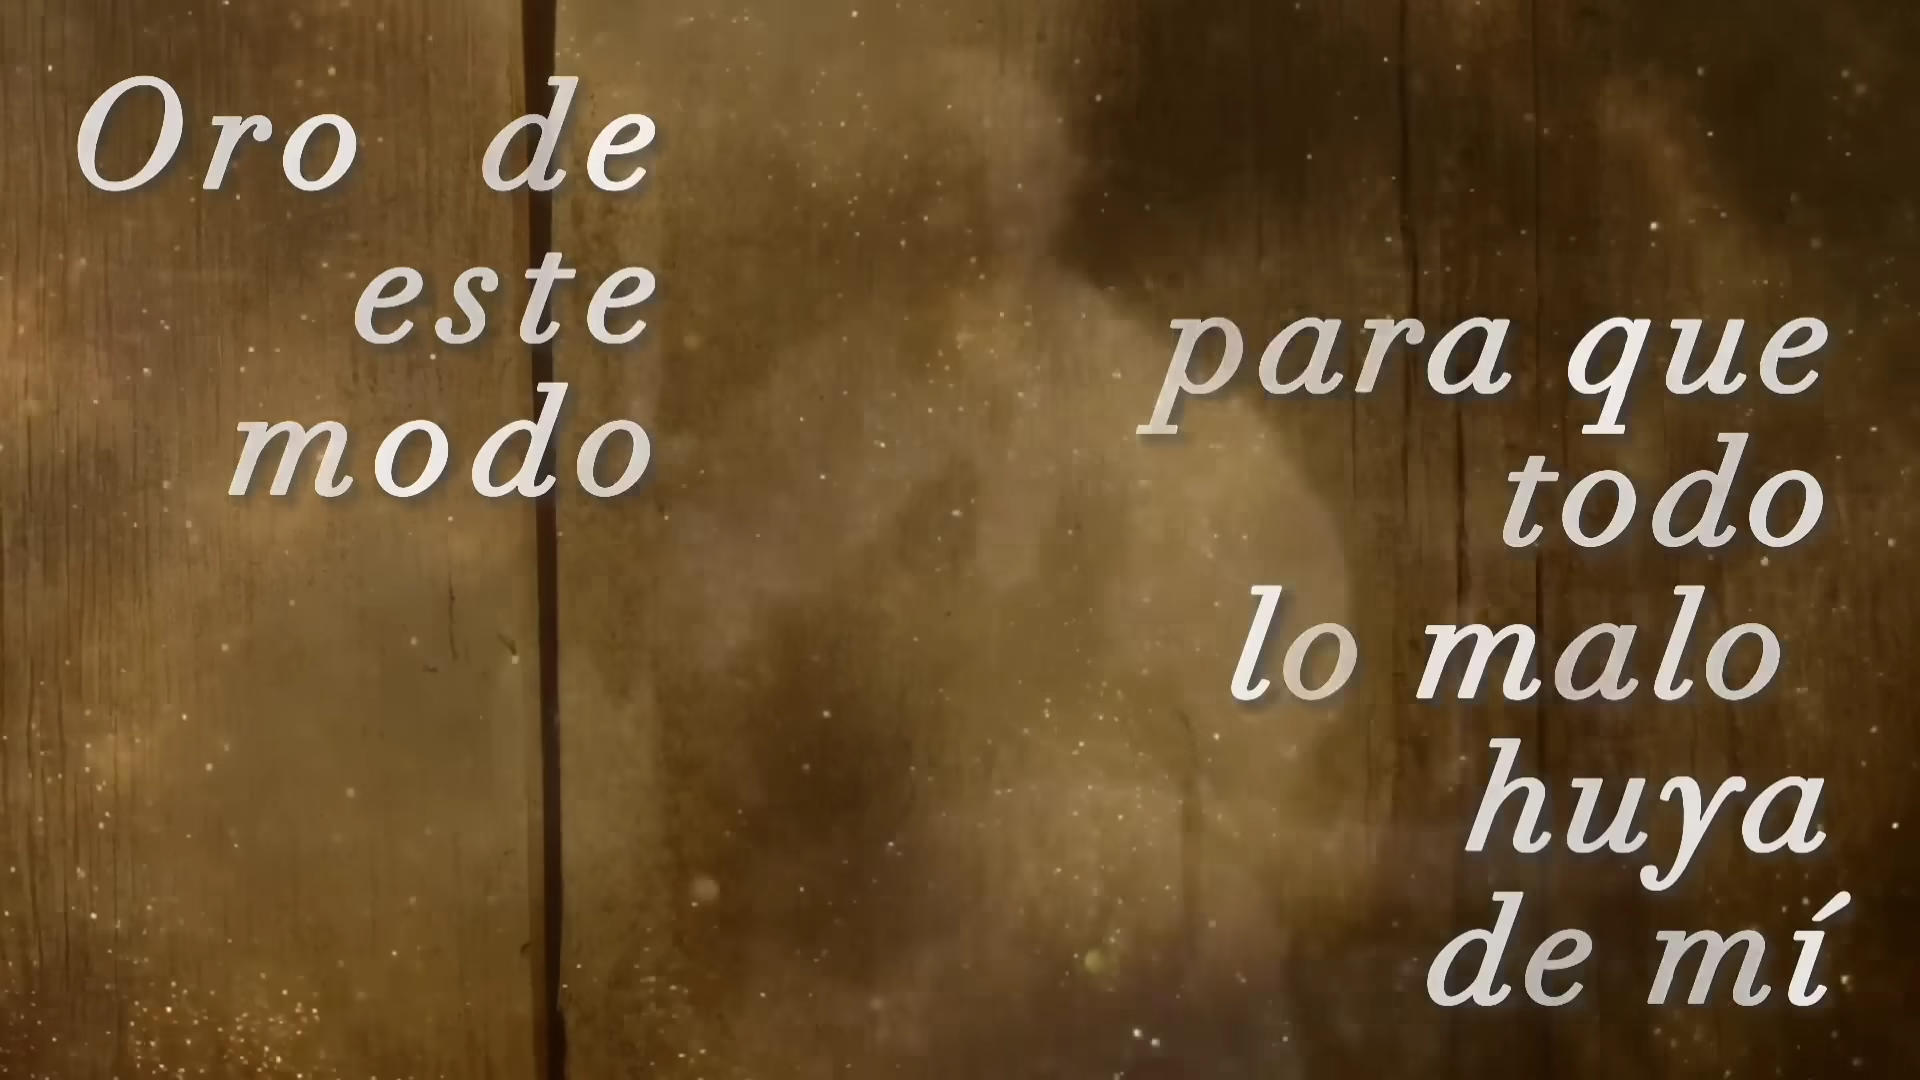 Oro de
este
modo
para que
todo
lo malo
huya
de mí